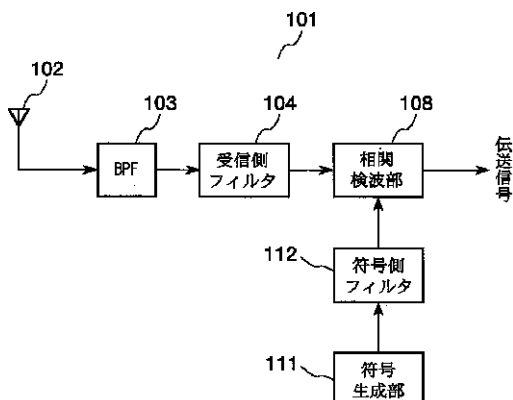 101
102
103
104
108
BPF
受信側
フィルタ
相関
検波部
伝送信号
112
符号側
フィルタ
111
符号
生成部